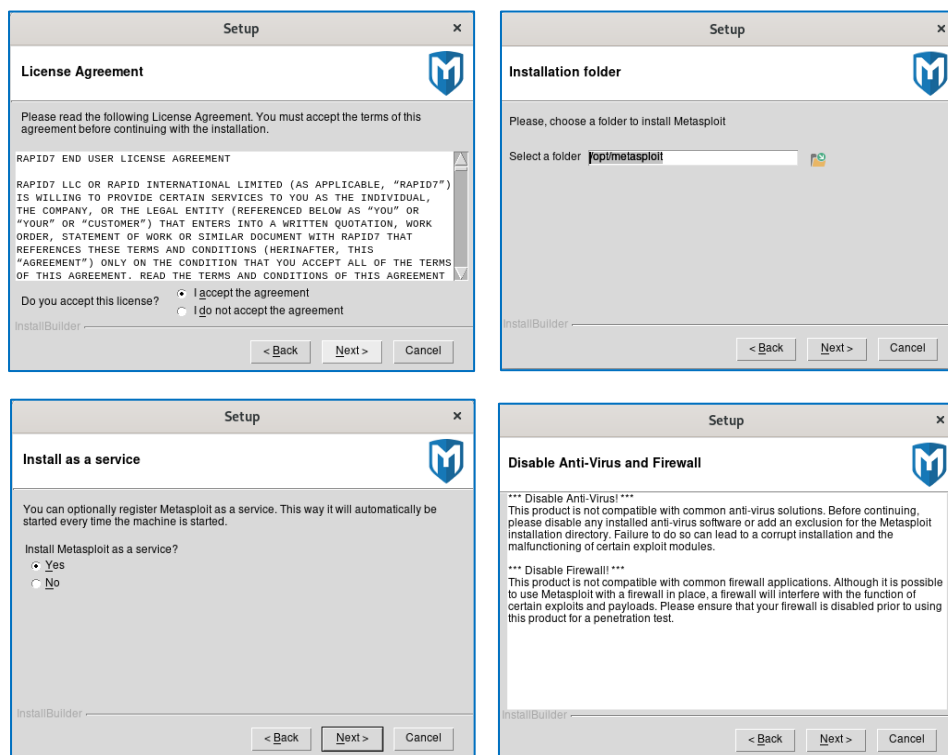 Setup
×
License Agreement
Please read the following License Agreement. You must accept the terms of this
agreement before continuing with the installation.
RAPID7 END USER LICENSE AGREEMENT
RAPID7 LLC OR RAPID INTERNATIONAL LIMITED (AS APPLICABLE, “RAPID7”)
IS WILLING TO PROVIDE CERTAIN SERVICES TO YOU AS THE INDIVIDUAL,
THE COMPANY, OR THE LEGAL ENTITY (REFERENCED BELOW AS “YOU” OR
“YOUR” OR “CUSTOMER”) THAT ENTERS INTO A WRITTEN QUOTATION, WORK
ORDER, STATEMENT OF WORK OR SIMILAR DOCUMENT WITH RAPID7 THAT
REFERENCES THESE TERMS AND CONDITIONS (HERINAFTER, THIS
“AGREEMENT”) ONLY ON THE CONDITION THAT YOU ACCEPT ALL OF THE TERMS
OF THIS AGREEMENT. READ THE TERMS AND CONDITIONS OF THIS AGREEMENT
Do you accept this license?
I accept the agreement
I do not accept the agreement
InstallBuilder
< Back Next > Cancel
Setup
×
Installation folder
Please, choose a folder to install Metasploit
Select a folder /opt/metasploit
InstallBuilder
< Back Next > Cancel
Setup
×
Install as a service
You can optionally register Metasploit as a service. This way it will automatically be
started every time the machine is started.
Install Metasploit as a service?
Yes
No
InstallBuilder
< Back Next > Cancel
Setup
×
Disable Anti-Virus and Firewall
*** Disable Anti-Virus! ***
This product is not compatible with common anti-virus solutions. Before continuing,
please disable any installed anti-virus software or add an exclusion for the Metasploit
installation directory. Failure to do so can lead to a corrupt installation and the
malfunctioning of certain exploit modules.
*** Disable Firewall! ***
This product is not compatible with common firewall applications. Although it is possible
to use Metasploit with a firewall in place, a firewall will interfere with the function of
certain exploits and payloads. Please ensure that your firewall is disabled prior to using
this product for a penetration test.
InstallBuilder
< Back Next > Cancel